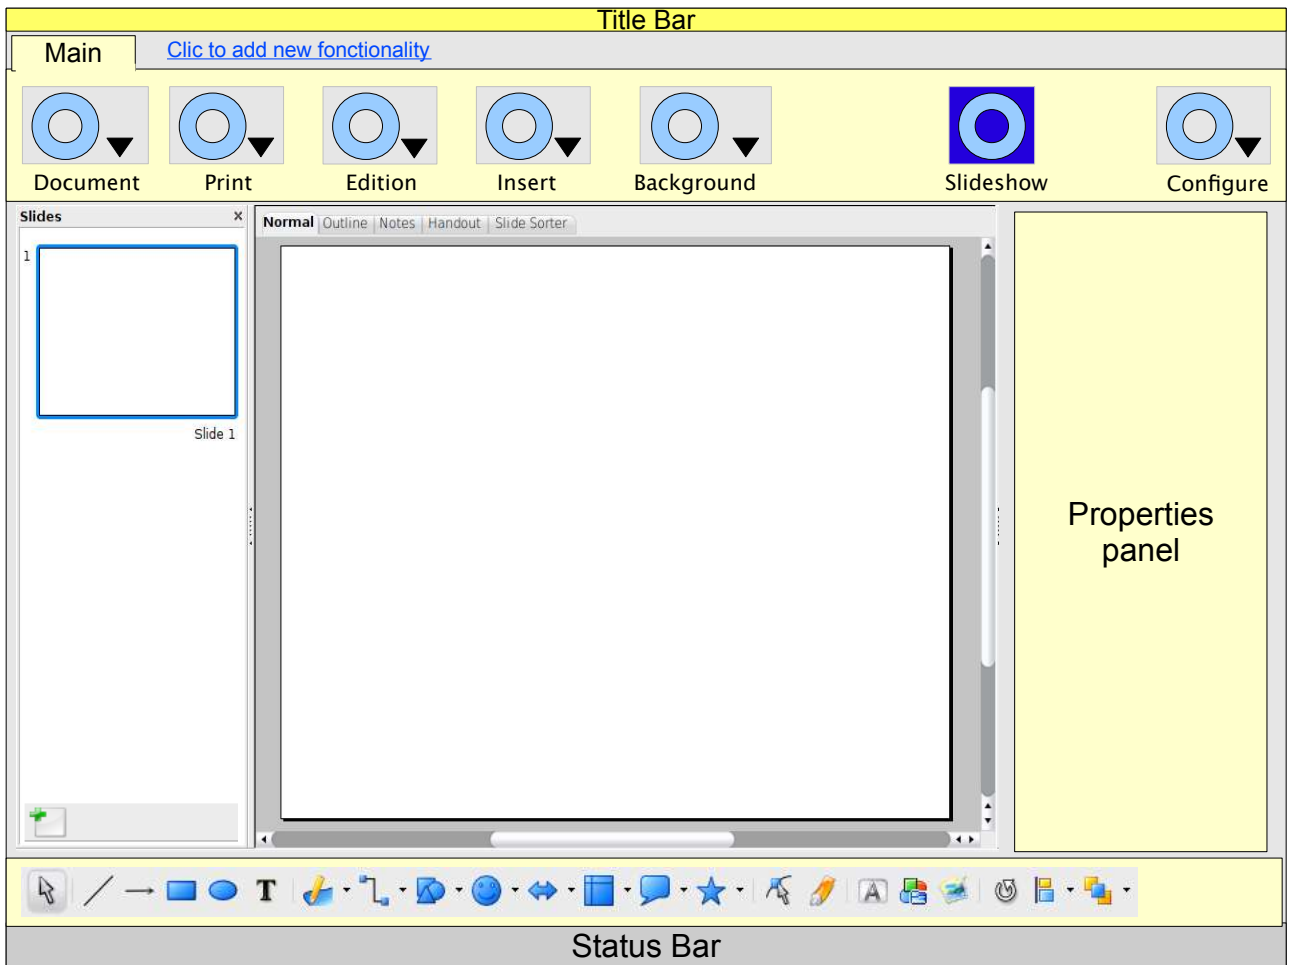 Title Bar
Main
Clic to add new fonctionality
Document
Print
Edition
Insert
Background
Slideshow
Configure
Slides
x
Normal
Outline
Notes
Handout
Slide Sorter
1
Slide 1
Properties
panel
T
A
Status Bar